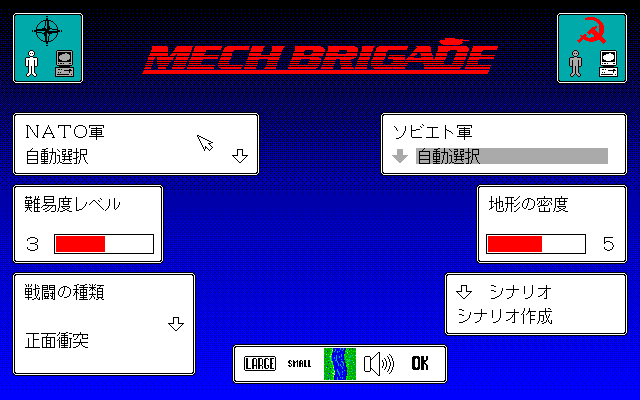 MECH BRIGADE
NATO軍
自動選択
ソビエト軍
自動選択
難易度レベル
3
地形の密度
5
戦闘の種類
正面衝突
シナリオ
シナリオ作成
LARGE SMALL OK